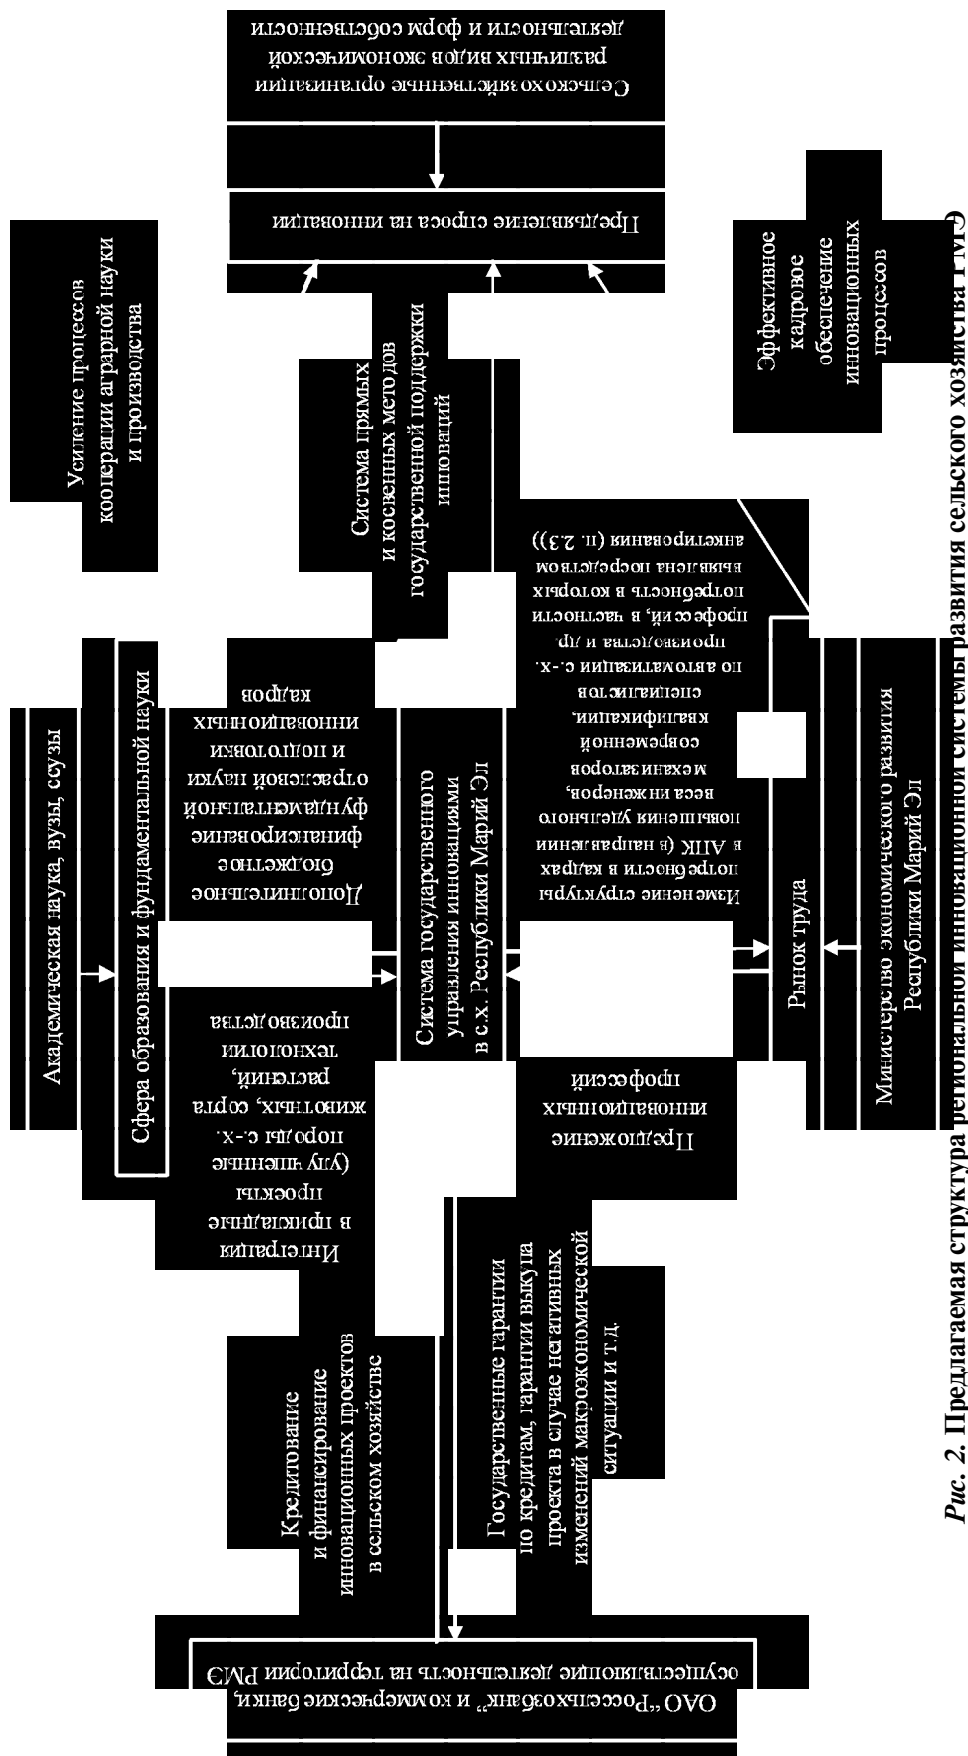 Сельскохозяйственные организации
различных видов экономической
деятельности и форм собственности
Предъявление спроса на инновации
Усиление процессов
кооперации аграрной науки
и производства
Система прямых
и косвенных методов
государственной поддержки
инноваций
Эффективное
кадровое
обеспечение
инновационных
процессов
Академическая наука, вузы, ссузы
Сфера образования и фундаментальной науки
Дополнительное
бюджетное
финансирование
фундаментальной
отраслевой науки
и подготовки
инновационных
кадров
Система государственного
управления инновациями
в с.х. Республики Марий Эл
Изменение структуры
потребности в кадрах
в АПК (в направлении
повышения удельного
веса инженеров,
механизаторов
современной
квалификации,
специалистов
по автоматизации с.-х.
производства и др.
профессий, в частности
потребность в которых
выявлена посредством
анкетирования (п. 2.3))
Рынок труда
Министерство экономического развития
Республики Марий Эл
Интеграция
в прикладные
проекты
(улучшенные
породы с.-х.
животных, сорта
растений,
технологии
производства
Предложение
инновационных
профессий
Кредитование
и финансирование
инновационных проектов
в сельском хозяйстве
Государственные гарантии
по кредитам, гарантии выкупа
проекта в случае негативных
изменений макроэкономической
ситуации и т.д.
ОАО “Россельхозбанк” и коммерческие банки,
осуществляющие деятельность на территории РМЭ
Рис. 2. Предлагаемая структура региональной инновационной системы развития сельского хозяйства РМЭ